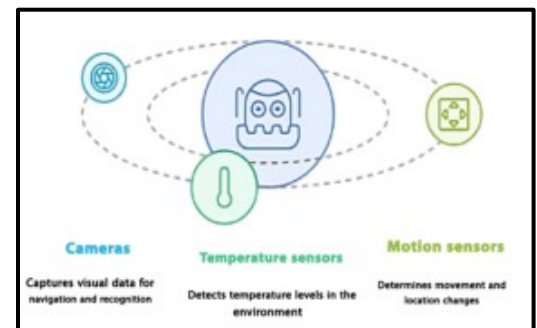 Cameras
Captures visual data for
navigation and recognition
Temperature sensors
Detects temperature levels in the
environment
Motion sensors
Determines movement and
location changes